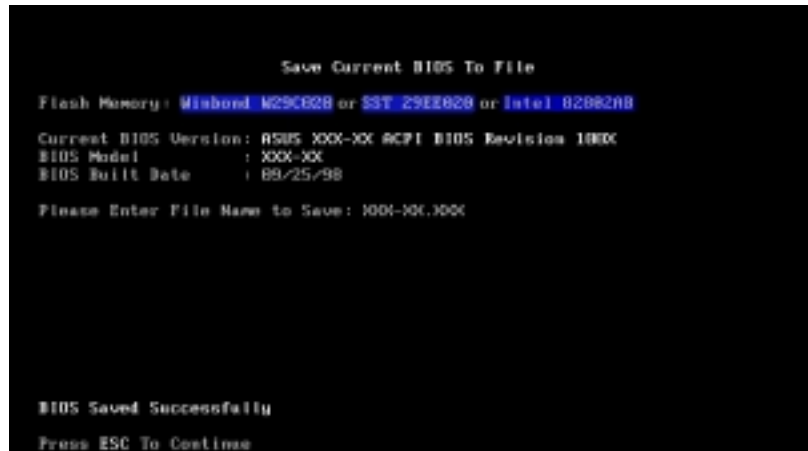 Save Current BIOS To File
Flash Memory: Winbond W29C020 or SST 29EE020 or Intel 82802AB
Current BIOS Version: ASUS XXX-XX ACPI BIOS Revision 100X
BIOS Model : XXX-XX
BIOS Built Date : 09/25/98
Please Enter File Name to Save: XXX-XX.XXX
BIOS Saved Successfully
Press ESC To Continue